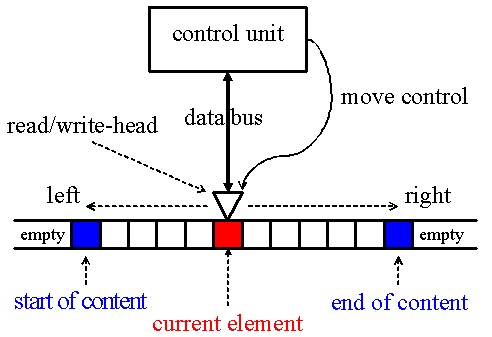 control unit
data bus
move control
read/write-head
left
right
empty
empty
start of content
end of content
current element